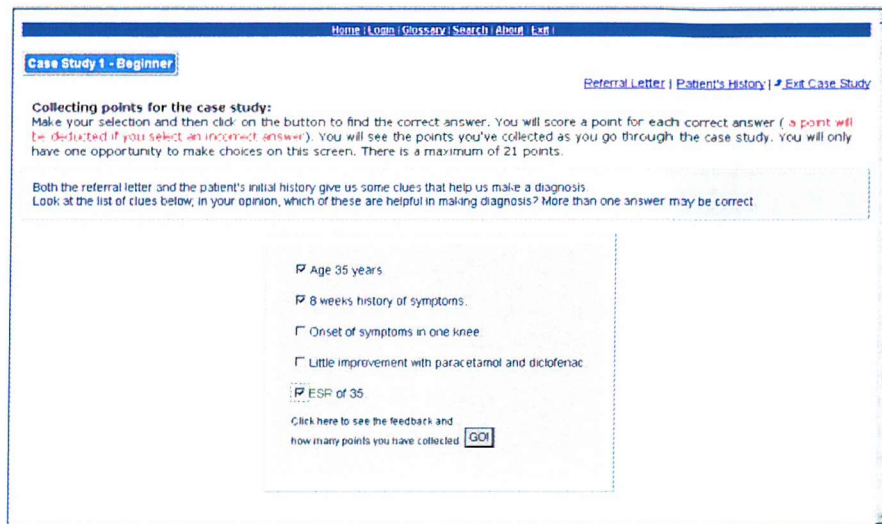 Home | Login | Glossary | Search | About | Exit |
Case Study 1 - Beginner
Referral Letter | Patient's History | Exit Case Study
Collecting points for the case study:
Make your selection and then click on the button to find the correct answer. You will score a point for each correct answer ( a point will
be deducted if you select an incorrect answer). You will see the points you've collected as you go through the case study. You will only
have one opportunity to make choices on this screen. There is a maximum of 21 points.
Both the referral letter and the patient's initial history give us some clues that help us make a diagnosis.
Look at the list of clues below, in your opinion, which of these are helpful in making diagnosis? More than one answer may be correct
Age 35 years
8 weeks history of symptoms.
Onset of symptoms in one knee.
Little improvement with paracetamol and diclofenac
ESR of 35.
Click here to see the feedback and
how many points you have collected. GO!